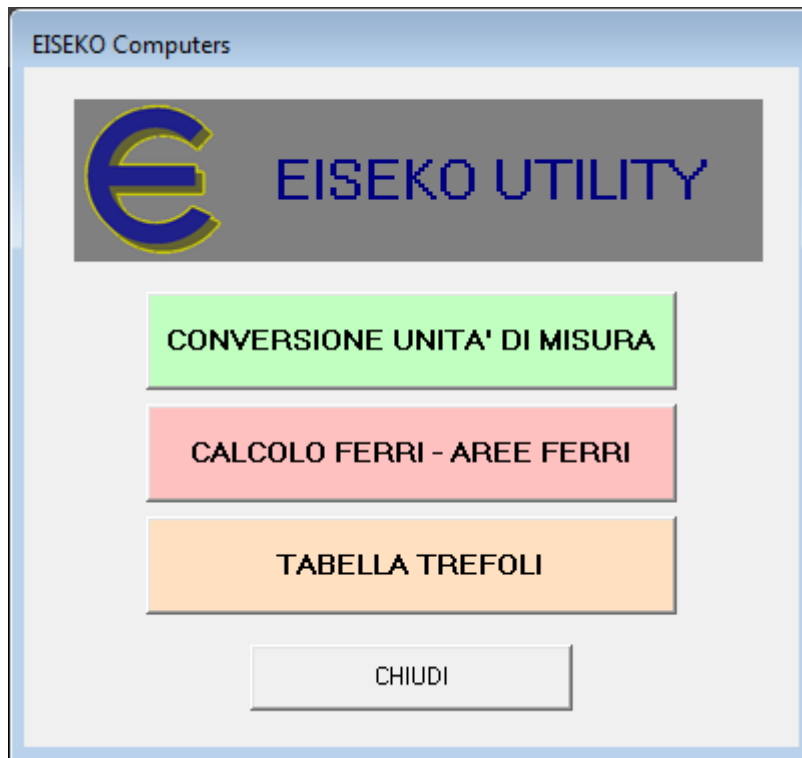 EISEKO Computers
EISEKO UTILITY
CONVERSIONE UNITA' DI MISURA
CALCOLO FERRI - AREE FERRI
TABELLA TREFOLI
CHIUDI